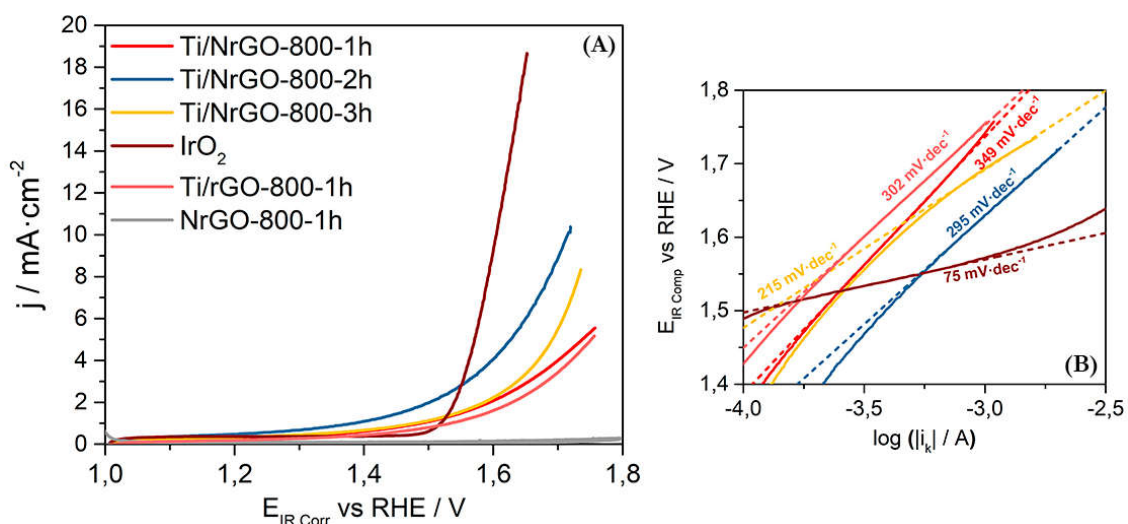 (A)
Ti/NrGO-800-1h
Ti/NrGO-800-2h
Ti/NrGO-800-3h
IrO₂
Ti/rGO-800-1h
NrGO-800-1h
20
18
16
14
12
10
8
6
4
2
0
j / mA·cm⁻²
1,0
1,2
1,4
1,6
1,8
E_IR Corr vs RHE / V
(B)
1,8
1,7
1,6
1,5
1,4
E_IR Comp vs RHE / V
302 mV·dec⁻¹
349 mV·dec⁻¹
215 mV·dec⁻¹
295 mV·dec⁻¹
75 mV·dec⁻¹
-4,0
-3,5
-3,0
-2,5
log (|i_k| / A)